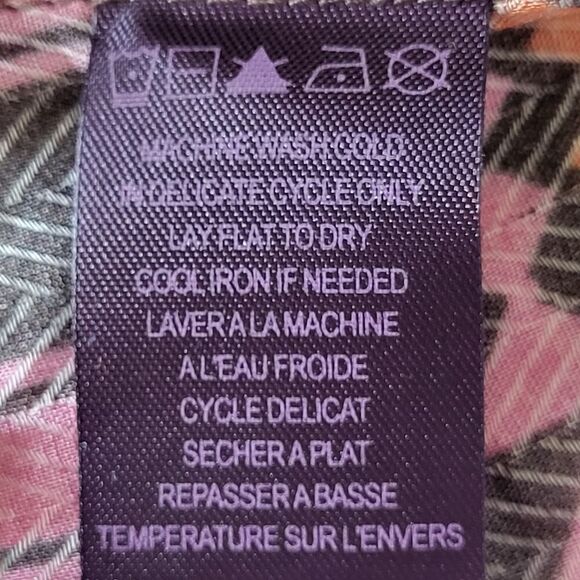 MACHINE WASH COLD
IN DELICATE CYCLE ONLY
LAY FLAT TO DRY
COOL IRON IF NEEDED
LAVER A LA MACHINE
A L'EAU FROIDE
CYCLE DELICAT
SECHER A PLAT
REPASSER A BASSE
TEMPERATURE SUR L'ENVERS